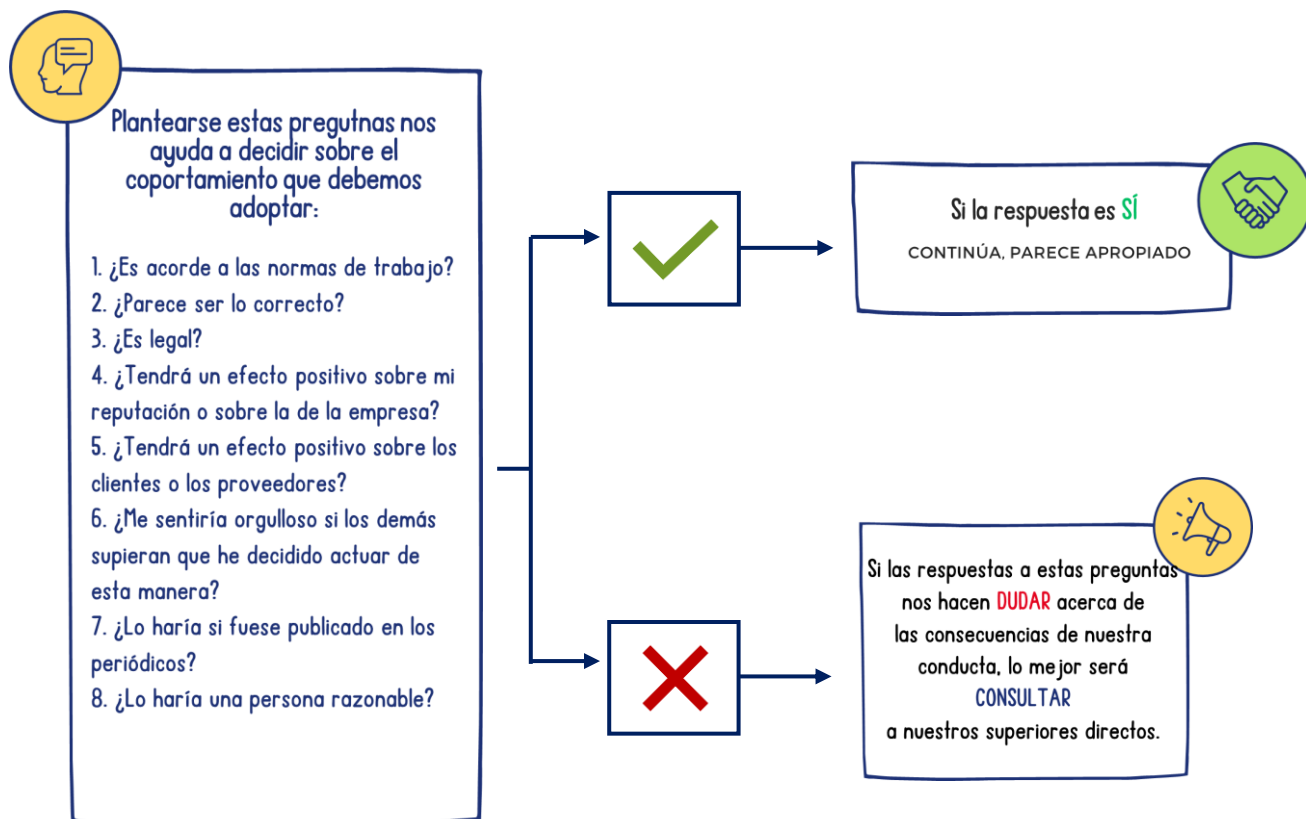 Plantearse estas pregutnas nos
ayuda a decidir sobre el
coportamiento que debemos
adoptar:
1. ¿Es acorde a las normas de trabajo?
2. ¿Parece ser lo correcto?
3. ¿Es legal?
4. ¿Tendrá un efecto positivo sobre mi
reputación o sobre la de la empresa?
5. ¿Tendrá un efecto positivo sobre los
clientes o los proveedores?
6. ¿Me sentiría orgulloso si los demás
supieran que he decidido actuar de
esta manera?
7. ¿Lo haría si fuese publicado en los
periódicos?
8. ¿Lo haría una persona razonable?
Si la respuesta es SÍ
CONTINÚA, PARECE APROPIADO
Si las respuestas a estas preguntas
nos hacen DUDAR acerca de
las consecuencias de nuestra
conducta, lo mejor será
CONSULTAR
a nuestros superiores directos.